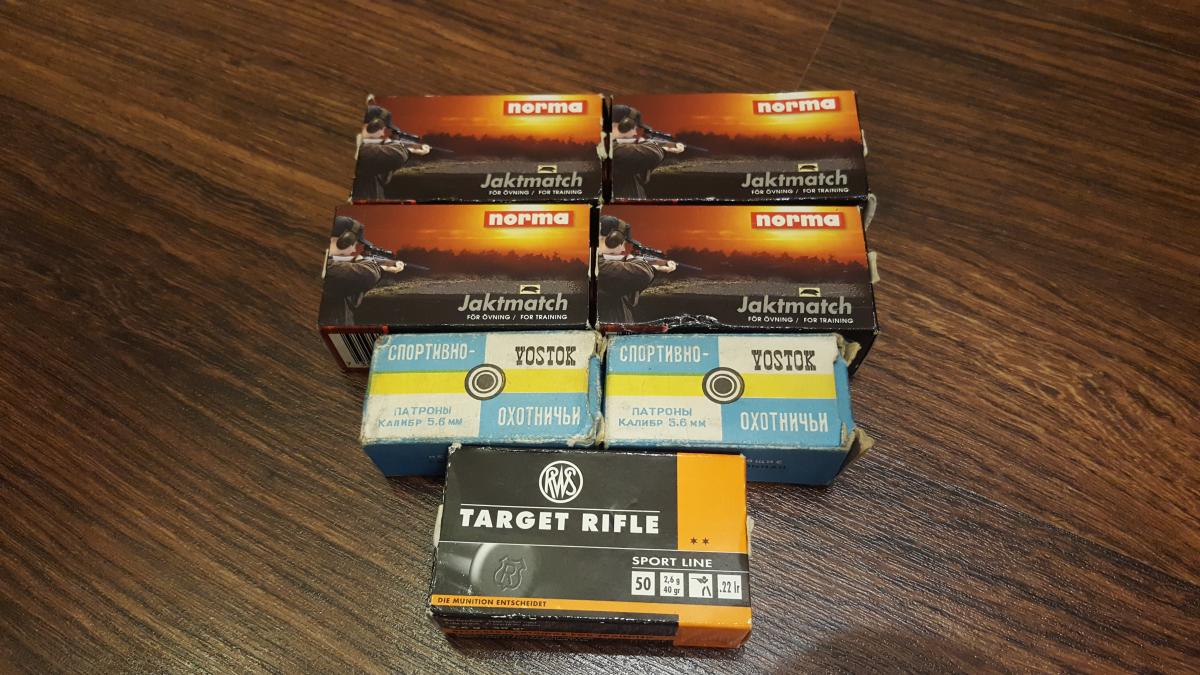 norma
Jaktmatch
FÖR ÖVNING / FOR TRAINING
norma
Jaktmatch
FÖR ÖVNING / FOR TRAINING
norma
Jaktmatch
FÖR ÖVNING / FOR TRAINING
norma
Jaktmatch
FÖR ÖVNING / FOR TRAINING
СПОРТИВНО-
VOSTOK
ПАТРОНЫ
КАЛИБР 5.6 мм
ОХОТНИЧЬИ
СПОРТИВНО-
VOSTOK
ПАТРОНЫ
КАЛИБР 5.6 мм
ОХОТНИЧЬИ
RWS
TARGET RIFLE
**
SPORT LINE
50
2,6 g
40 gr
.22 lr
R
DIE MUNITION ENTSCHEIDET